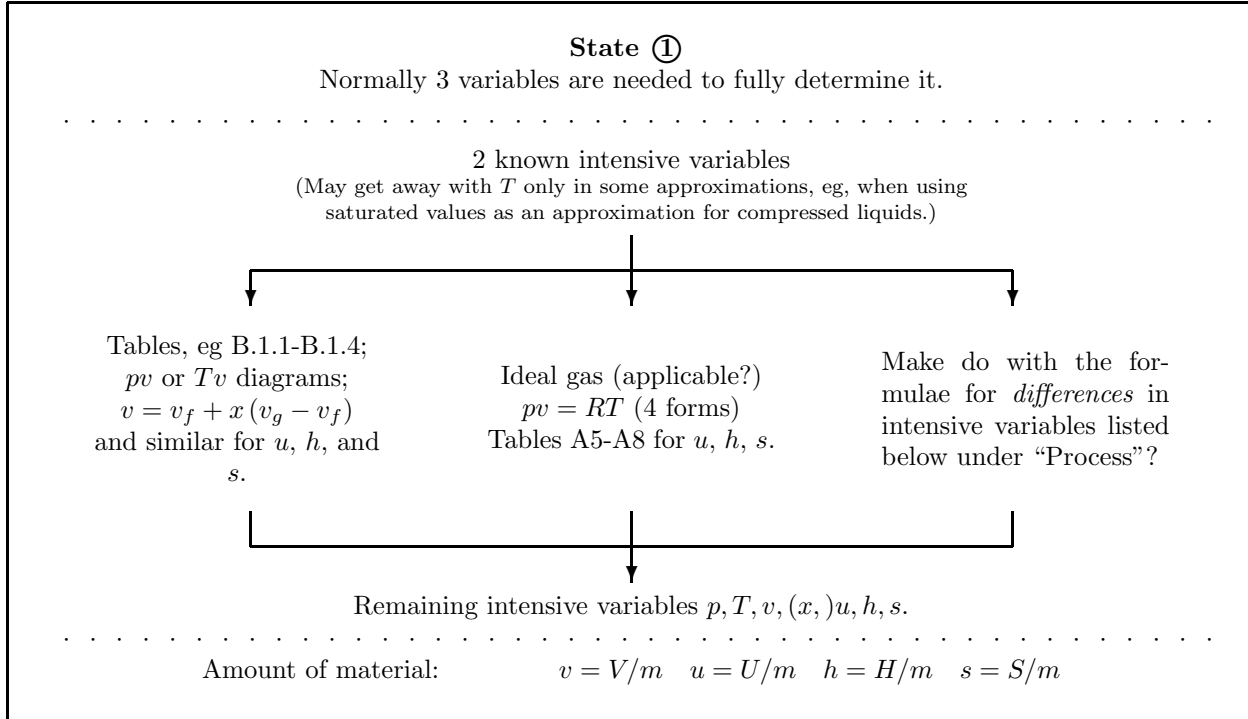 State ①
Normally 3 variables are needed to fully determine it.
2 known intensive variables
(May get away with T only in some approximations, eg, when using
saturated values as an approximation for compressed liquids.)
Tables, eg B.1.1-B.1.4;
pv or Tv diagrams;
v = v_f + x (v_g − v_f)
and similar for u, h, and
s.
Ideal gas (applicable?)
pv = RT (4 forms)
Tables A5-A8 for u, h, s.
Make do with the for-
mulae for differences in
intensive variables listed
below under “Process”?
Remaining intensive variables p, T, v, (x, )u, h, s.
Amount of material: v = V/m u = U/m h = H/m s = S/m